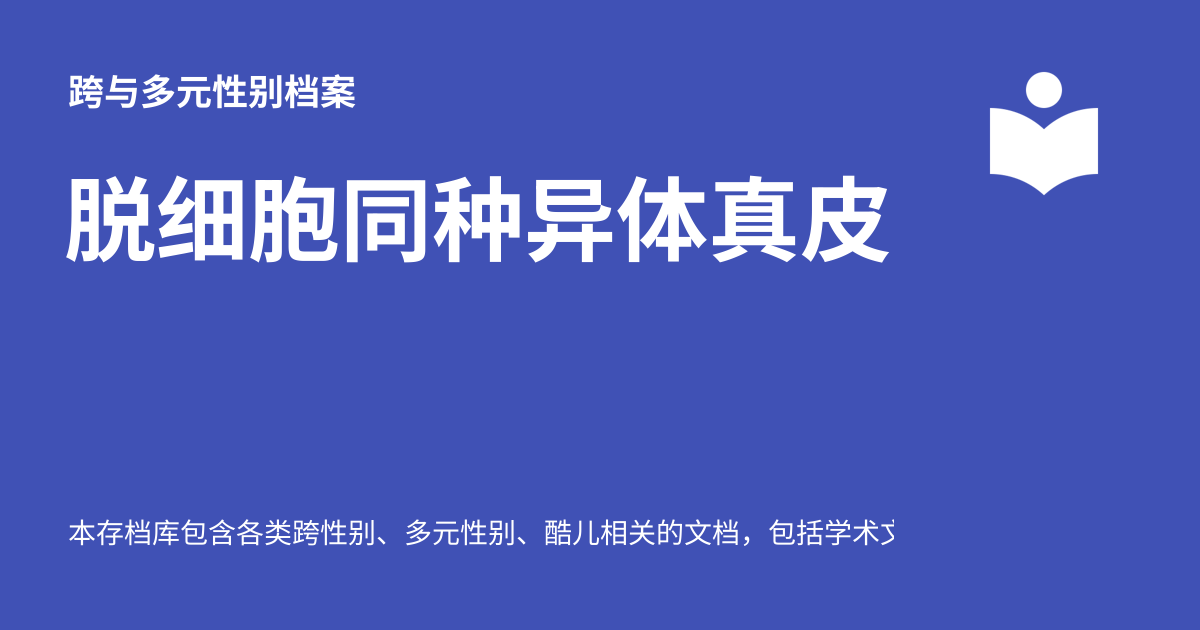 跨与多元性别档案
脱细胞同种异体真皮
本存档库包含各类跨性别、多元性别、酷儿相关的文档，包括学术